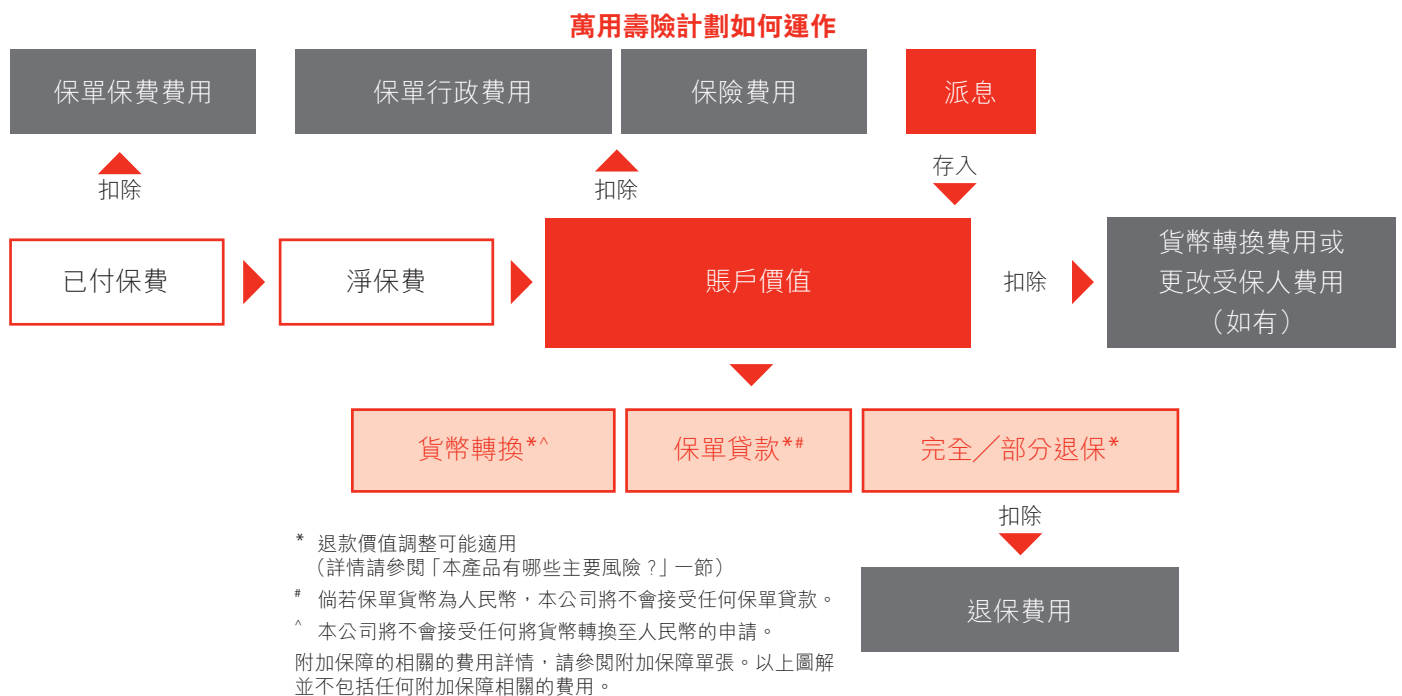 萬用壽險計劃如何運作
保單保費費用
保單行政費用
保險費用
派息
扣除
扣除
存入
已付保費
淨保費
賬戶價值
扣除
貨幣轉換費用或
更改受保人費用
（如有）
貨幣轉換*^
保單貸款*#
完全／部分退保*
扣除
退保費用
* 退款價值調整可能適用
（詳情請參閱「本產品有哪些主要風險？」一節）
# 倘若保單貨幣為人民幣，本公司將不會接受任何保單貸款。
^ 本公司將不會接受任何將貨幣轉換至人民幣的申請。
附加保障的相關的費用詳情，請參閱附加保障單張。以上圖解
並不包括任何附加保障相關的費用。